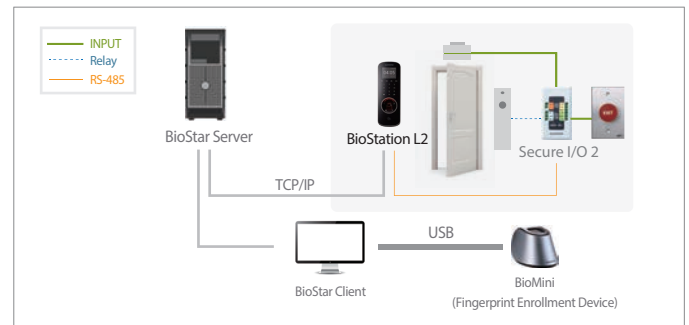 INPUT
Relay
RS-485
BioStar Server
BioStation L2
EXIT
Secure I/O 2
TCP/IP
USB
BioStar Client
BioMini
(Fingerprint Enrollment Device)